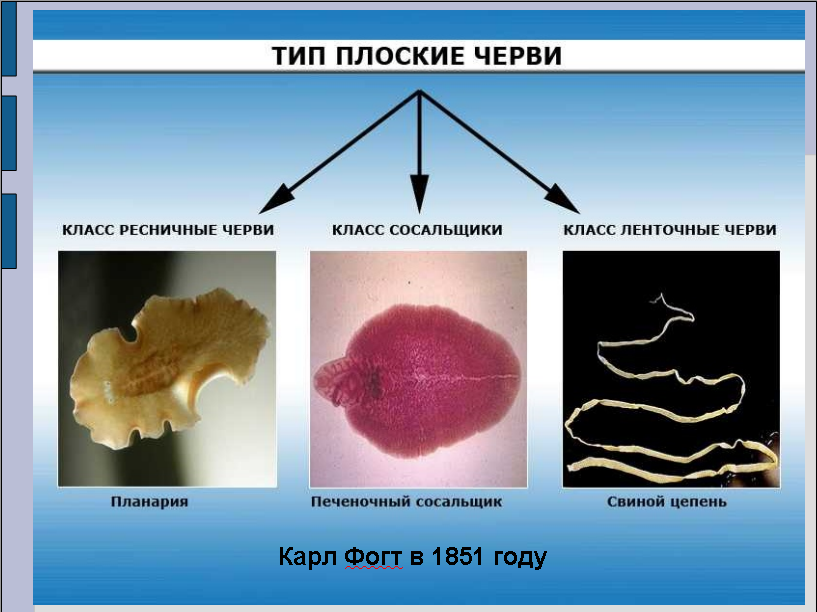 ТИП ПЛОСКИЕ ЧЕРВИ
КЛАСС РЕСНИЧНЫЕ ЧЕРВИ
КЛАСС СОСАЛЬЩИКИ
КЛАСС ЛЕНТОЧНЫЕ ЧЕРВИ
Планария
Печеночный сосальщик
Свиной цепень
Карл Фогт в 1851 году